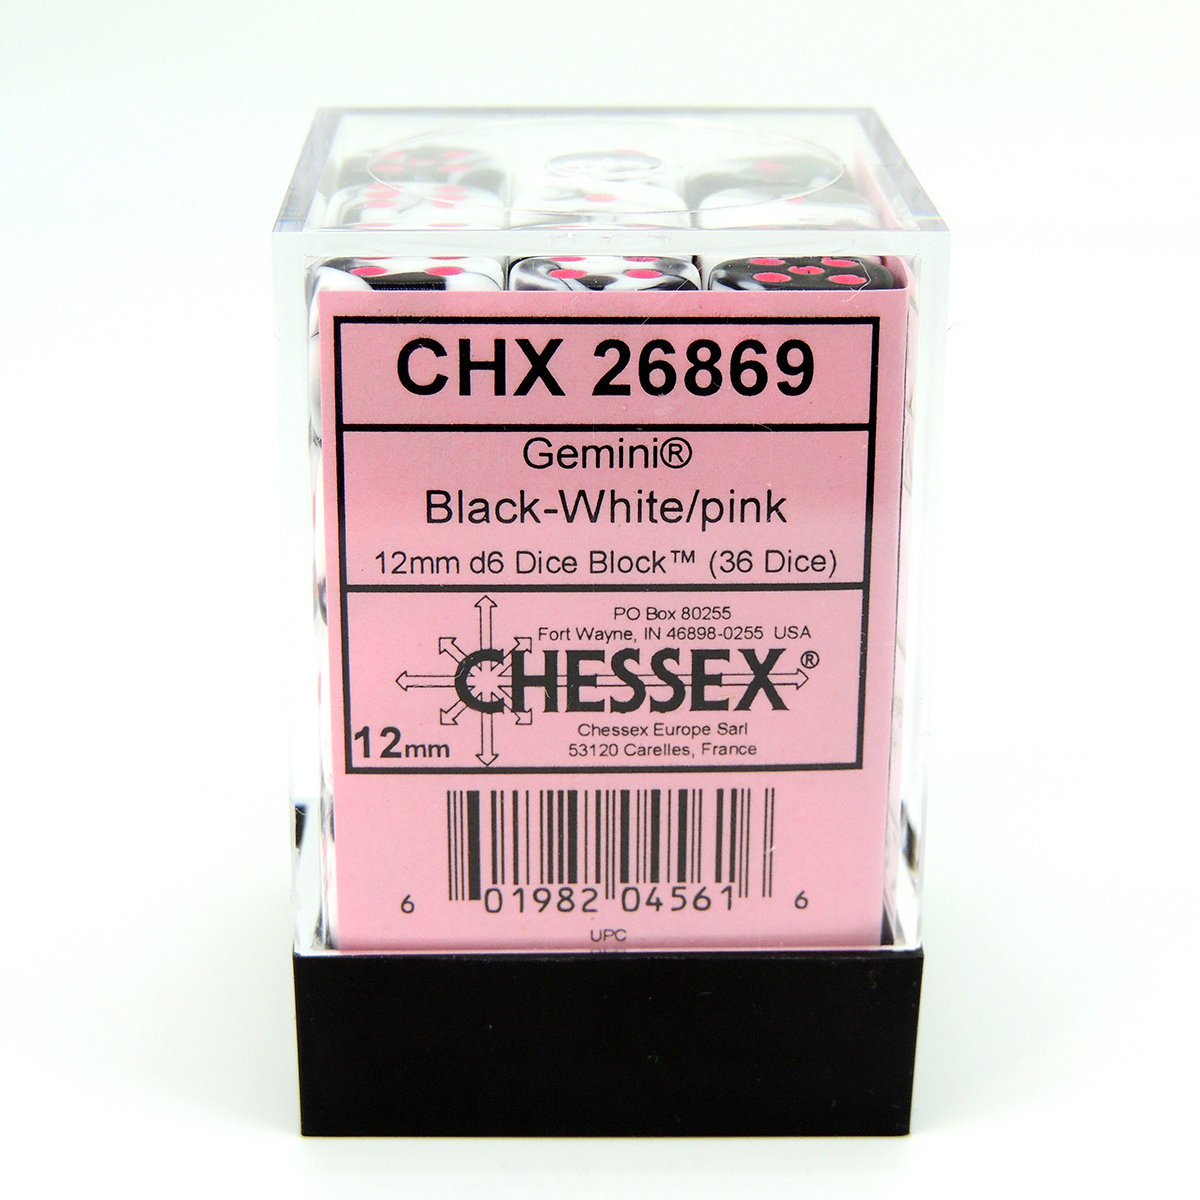 CHX 26869
Gemini®
Black-White/pink
12mm d6 Dice Block™ (36 Dice)
PO Box 80255
Fort Wayne, IN 46898-0255 USA
CHESSEX®
Chessex Europe Sarl
53120 Carelles, France
12mm
6 01982 04561 6
UPC